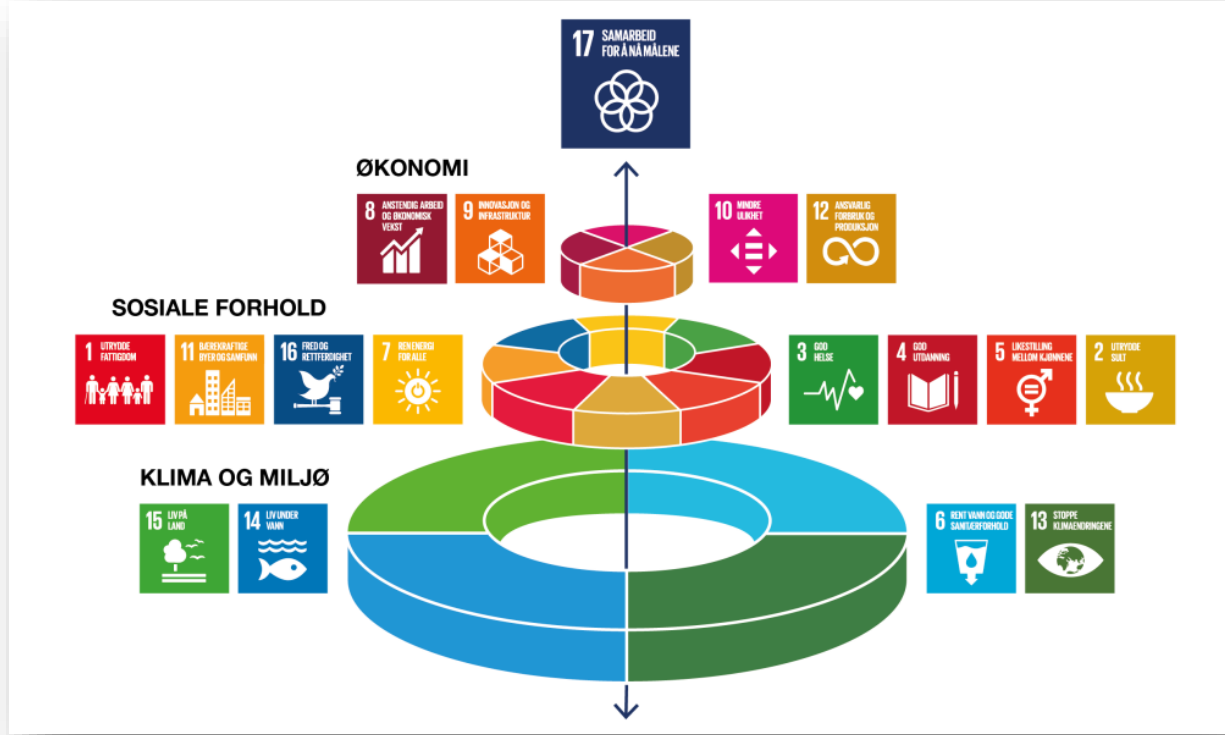 17 SAMARBEID
FOR Å NÅ MÅLENE
ØKONOMI
8 ANSTENDIG ARBEID
OG ØKONOMISK
VEKST
9 INNOVASJON OG
INFRASTRUKTUR
10 MINDRE
ULIKHET
12 ANSVARLIG
FORBRUK OG
PRODUKSJON
SOSIALE FORHOLD
1 UTRYDDE
FATTIGDOM
11 BÆREKRAFTIGE
BYER OG SAMFUNN
16 FRED OG
RETTFERDIGHET
7 REN ENERGI
FOR ALLE
3 GOD
HELSE
4 GOD
UTDANNING
5 LIKESTILLING
MELLOM KJØNNENE
2 UTRYDDE
SULT
KLIMA OG MILJØ
15 LIV PÅ
LAND
14 LIV UNDER
VANN
6 RENT VANN OG GODE
SANITÆRFORHOLD
13 STOPPE
KLIMAENDRINGENE